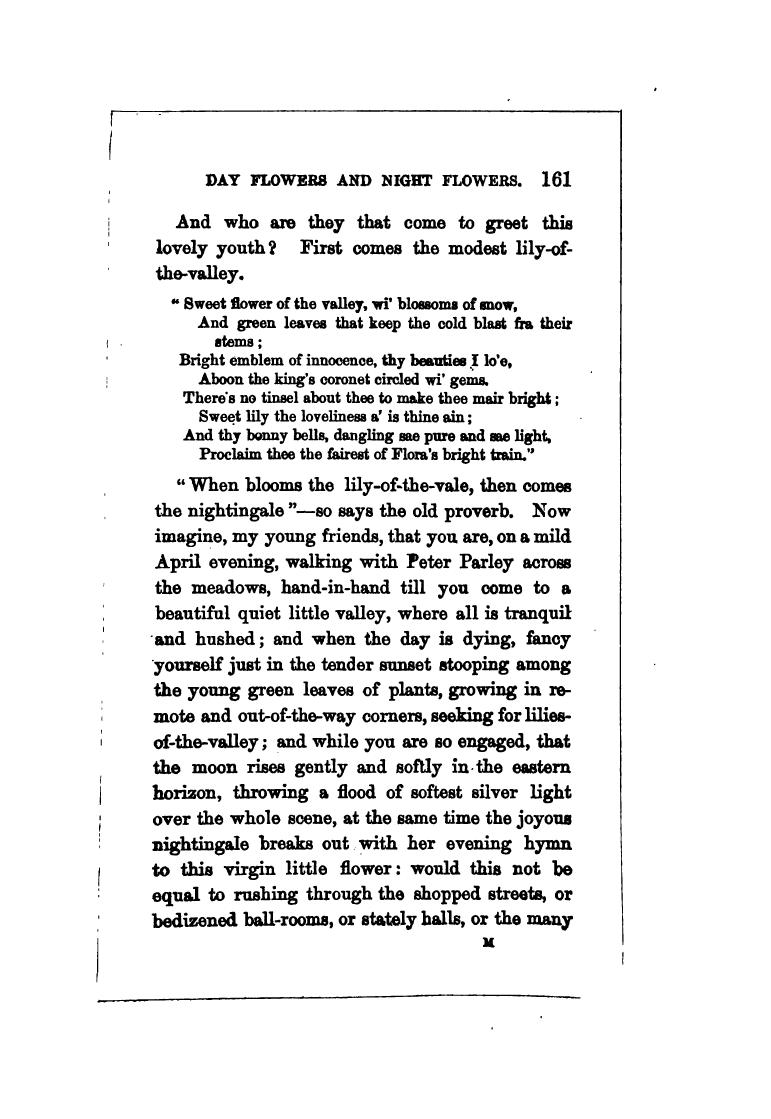 DAY FLOWERS AND NIGHT FLOWERS. 161
And who are they that come to greet this
lovely youth? First comes the modest lily-of-
the-valley.
“ Sweet flower of the valley, wi' blossoms of snow,
And green leaves that keep the cold blast fra their
stems ;
Bright emblem of innocence, thy beauties I lo'e,
Aboon the king's coronet circled wi' gems.
There's no tinsel about thee to make thee mair bright ;
Sweet lily the loveliness a' is thine ain ;
And thy bonny bells, dangling sae pure and sae light,
Proclaim thee the fairest of Flora's bright train.”
“ When blooms the lily-of-the-vale, then comes
the nightingale ”—so says the old proverb. Now
imagine, my young friends, that you are, on a mild
April evening, walking with Peter Parley across
the meadows, hand-in-hand till you come to a
beautiful quiet little valley, where all is tranquil
and hushed ; and when the day is dying, fancy
yourself just in the tender sunset stooping among
the young green leaves of plants, growing in re-
mote and out-of-the-way corners, seeking for lilies-
of-the-valley ; and while you are so engaged, that
the moon rises gently and softly in the eastern
horizon, throwing a flood of softest silver light
over the whole scene, at the same time the joyous
nightingale breaks out with her evening hymn
to this virgin little flower : would this not be
equal to rushing through the shopped streets, or
bedizened ball-rooms, or stately halls, or the many
M